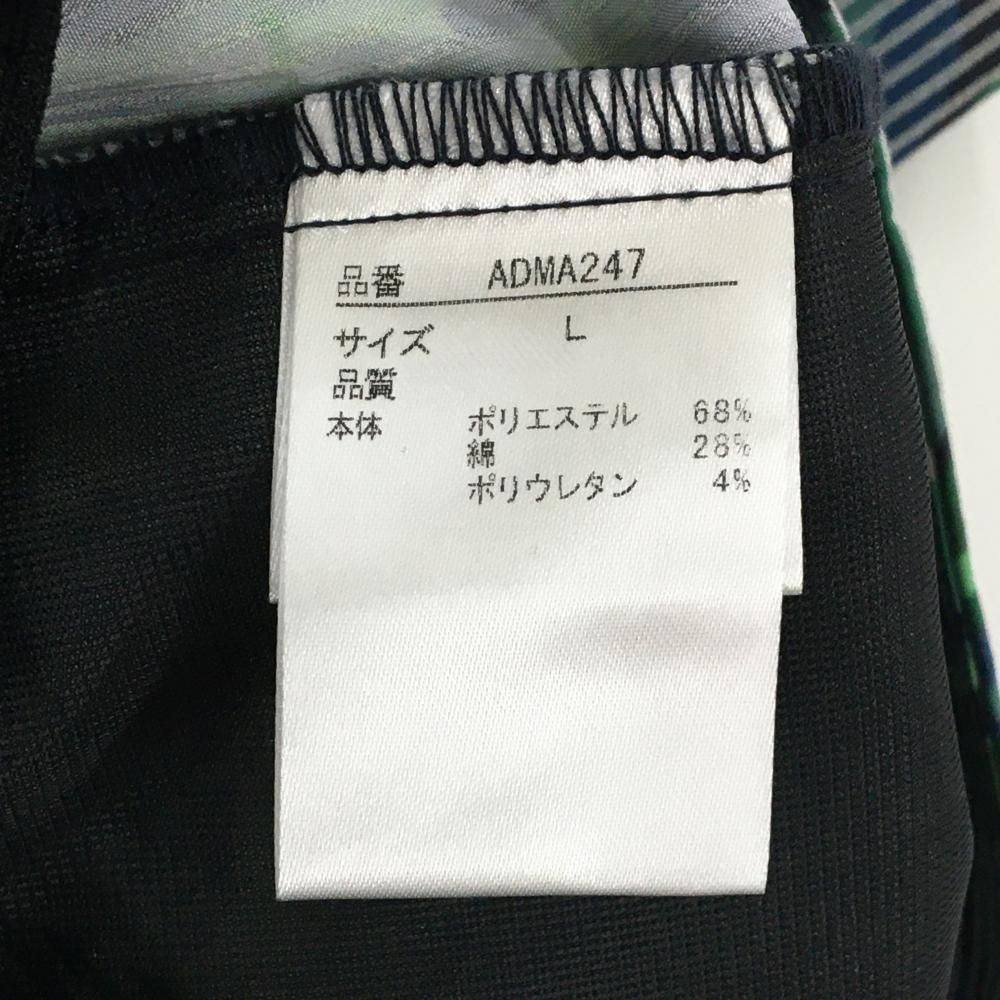 品番 ADMA247
サイズ L
品質
本体 ポリエステル 68%
綿 28%
ポリウレタン 4%